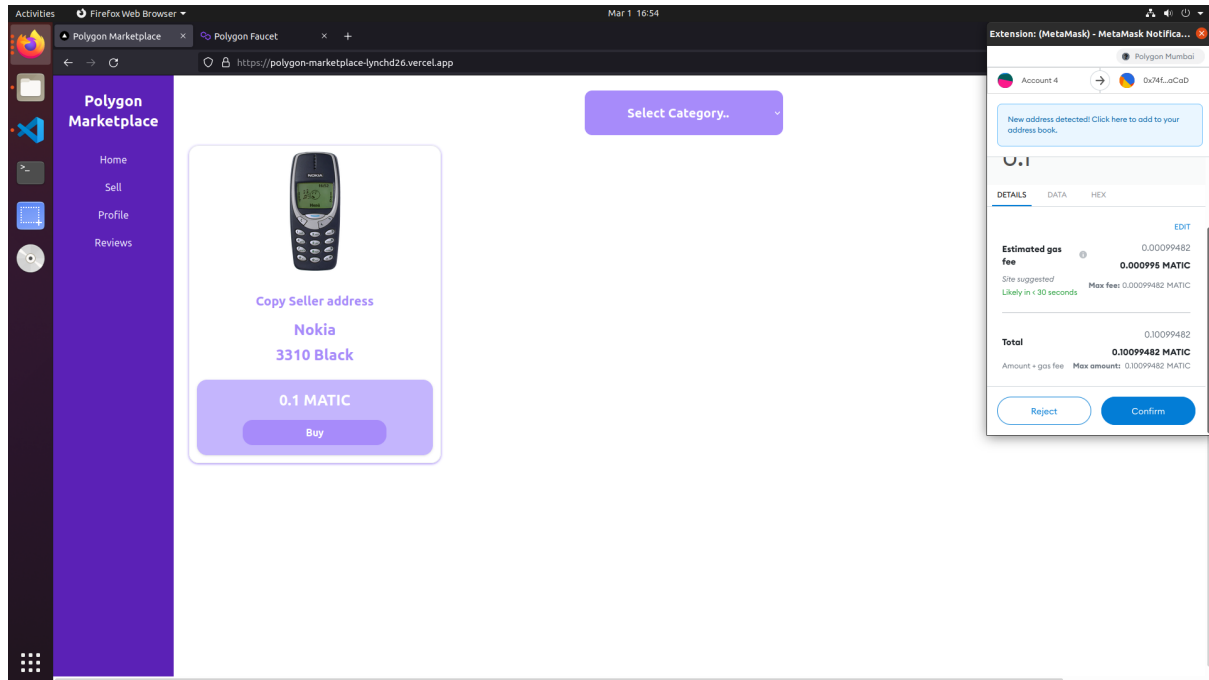 Activities
Firefox Web Browser
Mar 1 16:54
Polygon Marketplace
Polygon Faucet
https://polygon-marketplace-lynchd26.vercel.app
Polygon
Marketplace
Home
Sell
Profile
Reviews
Select Category..
NOKIA
Copy Seller address
Nokia
3310 Black
0.1 MATIC
Buy
Extension: (MetaMask) - MetaMask Notifica...
Polygon Mumbai
Account 4
0x74f...aCaD
New address detected! Click here to add to your
address book.
0.1
DETAILS
DATA
HEX
EDIT
Estimated gas
fee
0.00099482
0.000995 MATIC
Site suggested
Likely in < 30 seconds
Max fee: 0.00099482 MATIC
Total
0.10099482
0.10099482 MATIC
Amount + gas fee
Max amount: 0.10099482 MATIC
Reject
Confirm